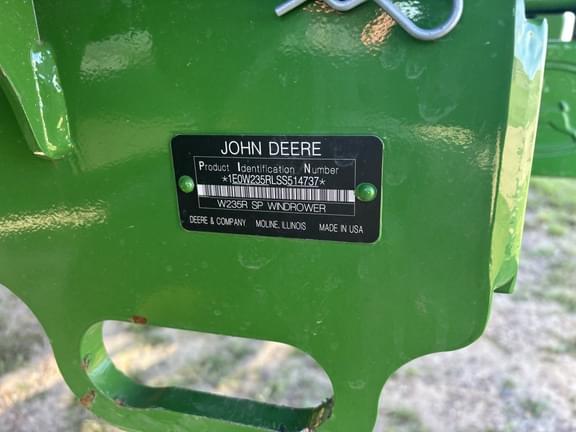 JOHN DEERE
Product Identification Number
*1E0W235RLSS514737*
W235R SP WINDROWER
DEERE & COMPANY MOLINE, ILLINOIS MADE IN USA